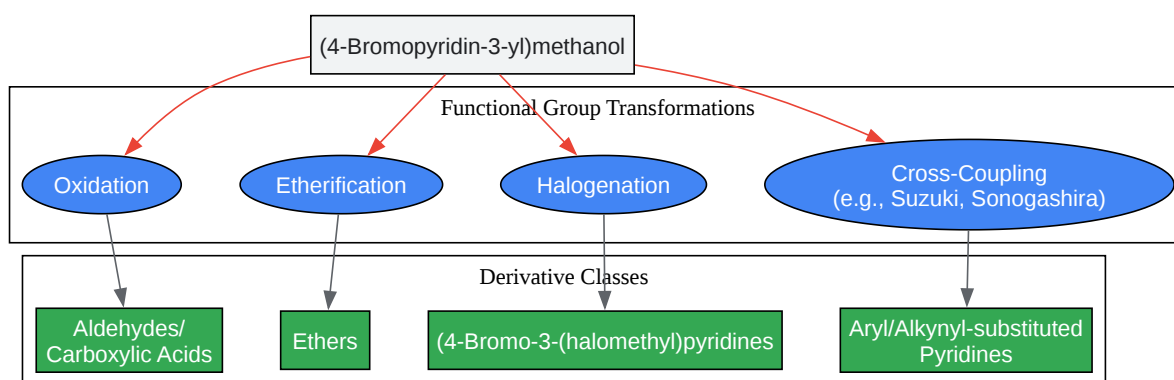 (4-Bromopyridin-3-yl)methanol
Functional Group Transformations
Oxidation
Etherification
Halogenation
Cross-Coupling
(e.g., Suzuki, Sonogashira)
Derivative Classes
Aldehydes/
Carboxylic Acids
Ethers
(4-Bromo-3-(halomethyl)pyridines
Aryl/Alkynyl-substituted
Pyridines